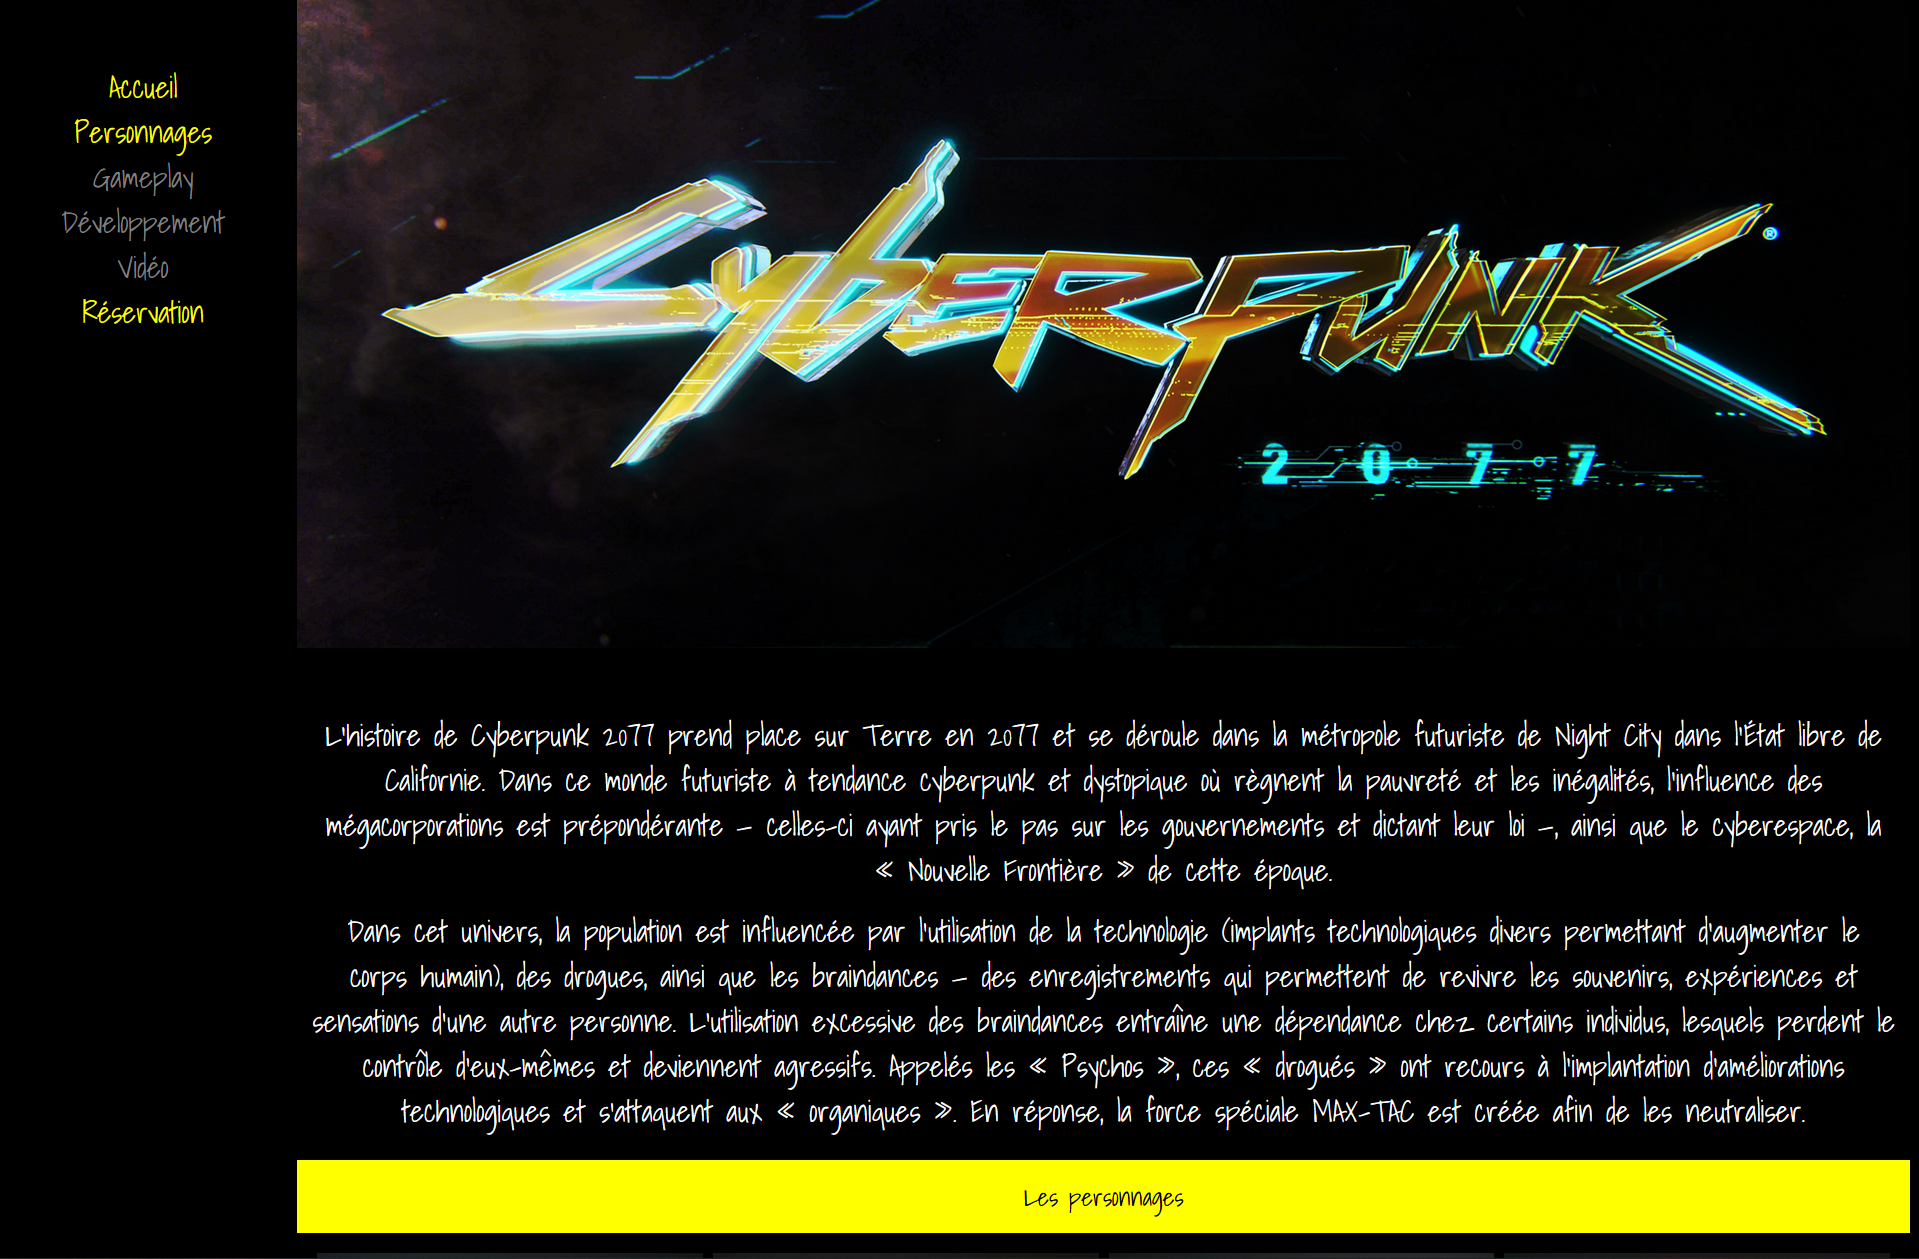 Accueil
Personnages
Gameplay
Développement
Vidéo
Réservation
CYBERPUNK®
2077
L'histoire de Cyberpunk 2077 prend place sur Terre en 2077 et se déroule dans la métropole futuriste de Night City dans l'État libre de
Californie. Dans ce monde futuriste à tendance cyberpunk et dystopique où règnent la pauvreté et les inégalités, l'influence des
mégacorporations est prépondérante – celles-ci ayant pris le pas sur les gouvernements et dictant leur loi –, ainsi que le cyberespace, la
« Nouvelle Frontière » de cette époque.
Dans cet univers, la population est influencée par l'utilisation de la technologie (implants technologiques divers permettant d'augmenter le
corps humain), des drogues, ainsi que les braindances – des enregistrements qui permettent de revivre les souvenirs, expériences et
sensations d'une autre personne. L'utilisation excessive des braindances entraîne une dépendance chez certains individus, lesquels perdent le
contrôle d'eux-mêmes et deviennent agressifs. Appelés les « Psychos », ces « drogués » ont recours à l'implantation d'améliorations
technologiques et s'attaquent aux « organiques ». En réponse, la force spéciale MAX-TAC est créée afin de les neutraliser.
Les personnages